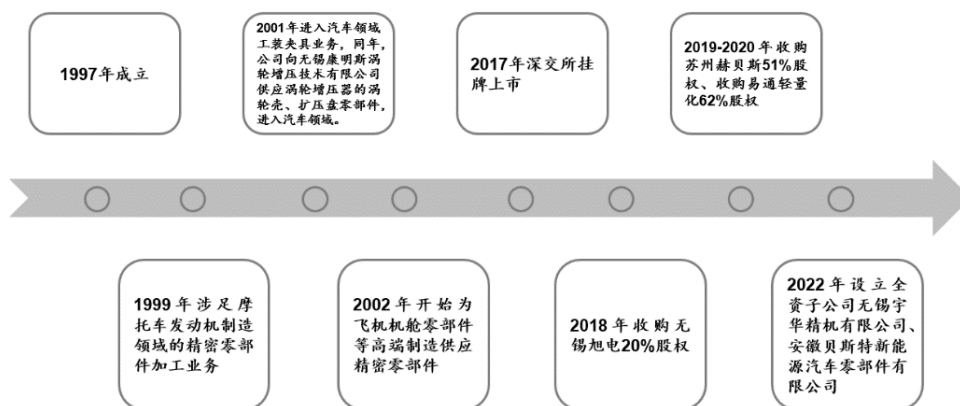 1997年成立
2001年进入汽车领域
工装夹具业务，同年，
公司向无锡康明斯涡
轮增压技术有限公司
供应涡轮增压器的涡
轮壳、扩压盘零部件，
进入汽车领域。
2017年深交所挂
牌上市
2019-2020年收购
苏州赫贝斯51%股
权、收购易通轻量
化62%股权
1999年涉足摩
托车发动机制造
领域的精密零部
件加工业务
2002年开始为
飞机机舱零部件
等高端制造供应
精密零部件
2018年收购无
锡旭电20%股权
2022年设立全
资子公司无锡宇
华精机有限公司、
安徽贝斯特新能
源汽车零部件有
限公司